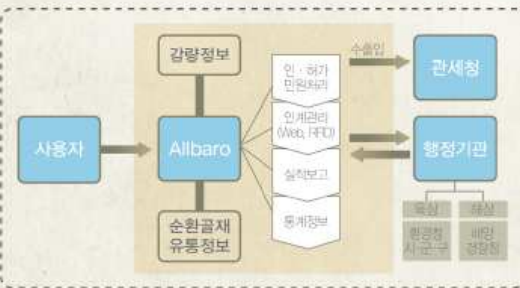 감량정보
사용자
Allbaro
순환골재
유통정보
인·허가
민원처리
인계관리
(Web, RFID)
실적보고
통계정보
수출입
관세청
행정기관
육상
환경청
시·군·구
해상
해양
경찰청